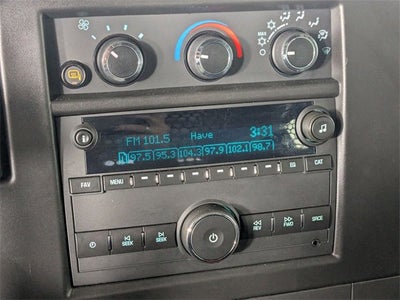 MAX
FM 101.5 Have 3:31
97.5 95.3 104.3 97.9 102.1 98.7
FAV MENU EQ CAT
SEEK SEEK REV FWD SRCE